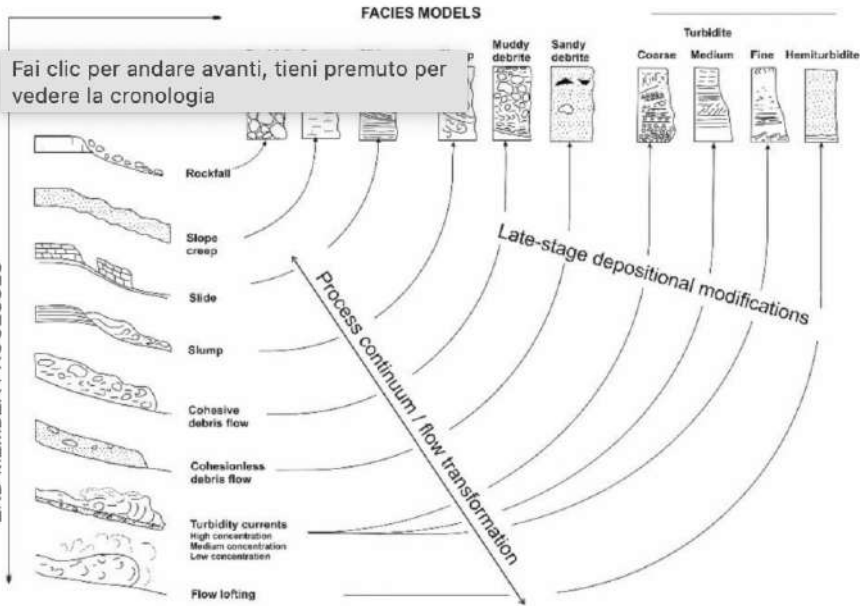 FACIES MODELS
Turbidite
Muddy
debrite
Sandy
debrite
Coarse
Medium
Fine
Hemiturbidite
Fai clic per andare avanti, tieni premuto per
vedere la cronologia
Rockfall
Slope
creep
Slide
Slump
Cohesive
debris flow
Cohesionless
debris flow
Turbidity currents
High concentration
Medium concentration
Low concentration
Flow lofting
Process continuum / flow transformation
Late-stage depositional modifications